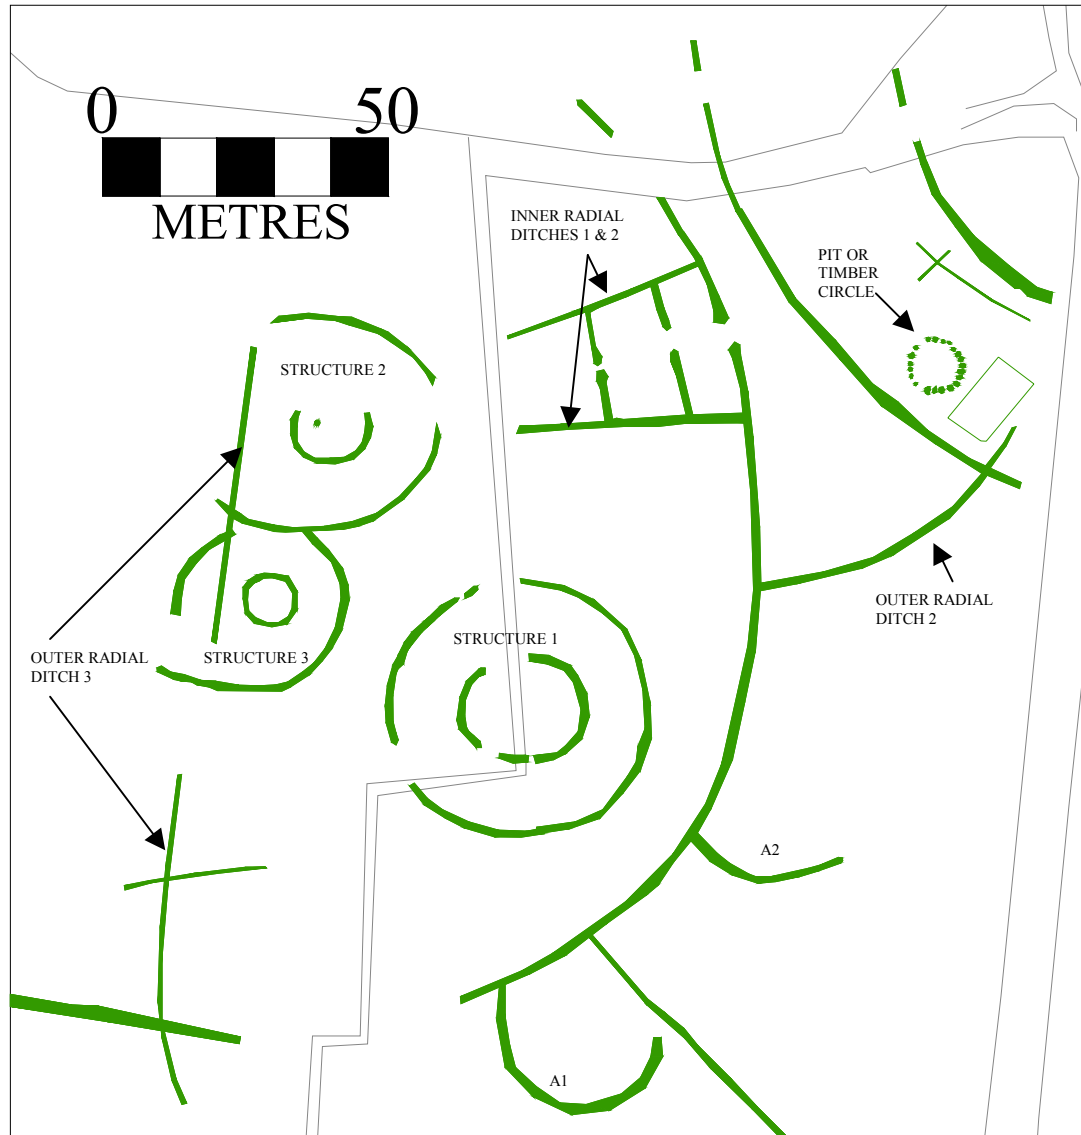 0 50
METRES
INNER RADIAL
DITCHES 1 & 2
PIT OR
TIMBER
CIRCLE
STRUCTURE 2
OUTER RADIAL
DITCH 2
STRUCTURE 1
OUTER RADIAL
DITCH 3
STRUCTURE 3
A2
A1